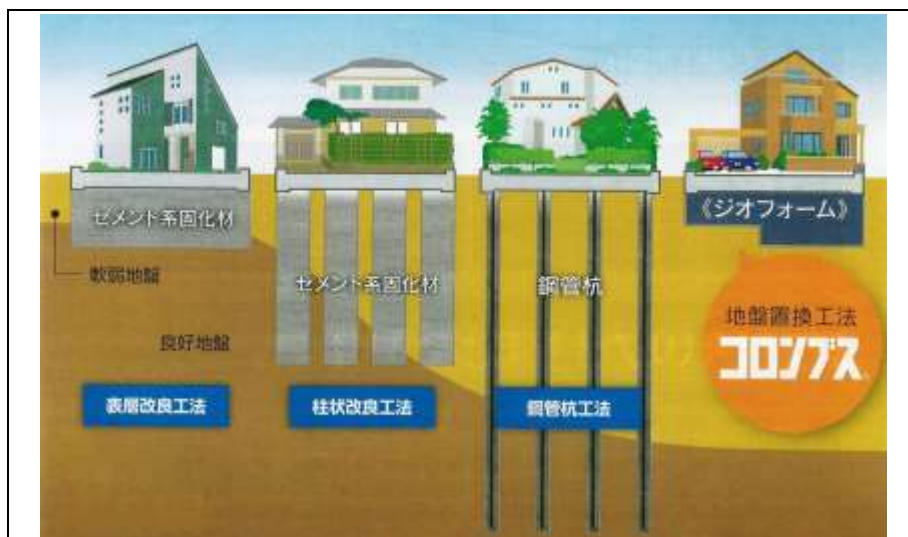 セメント系固化材
軟弱地盤
良好地盤
表層改良工法
セメント系固化材
柱状改良工法
鋼管杭
鋼管杭工法
《ジオフォーム》
地盤置換工法
コロンブス